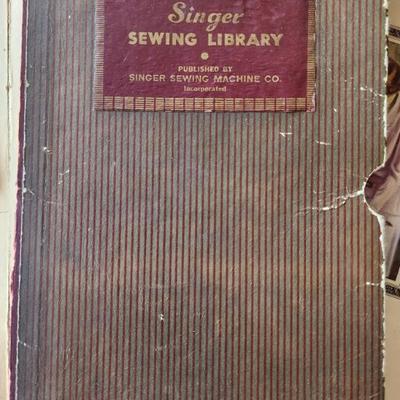 Singer
SEWING LIBRARY
PUBLISHED BY
SINGER SEWING MACHINE CO.
Incorporated